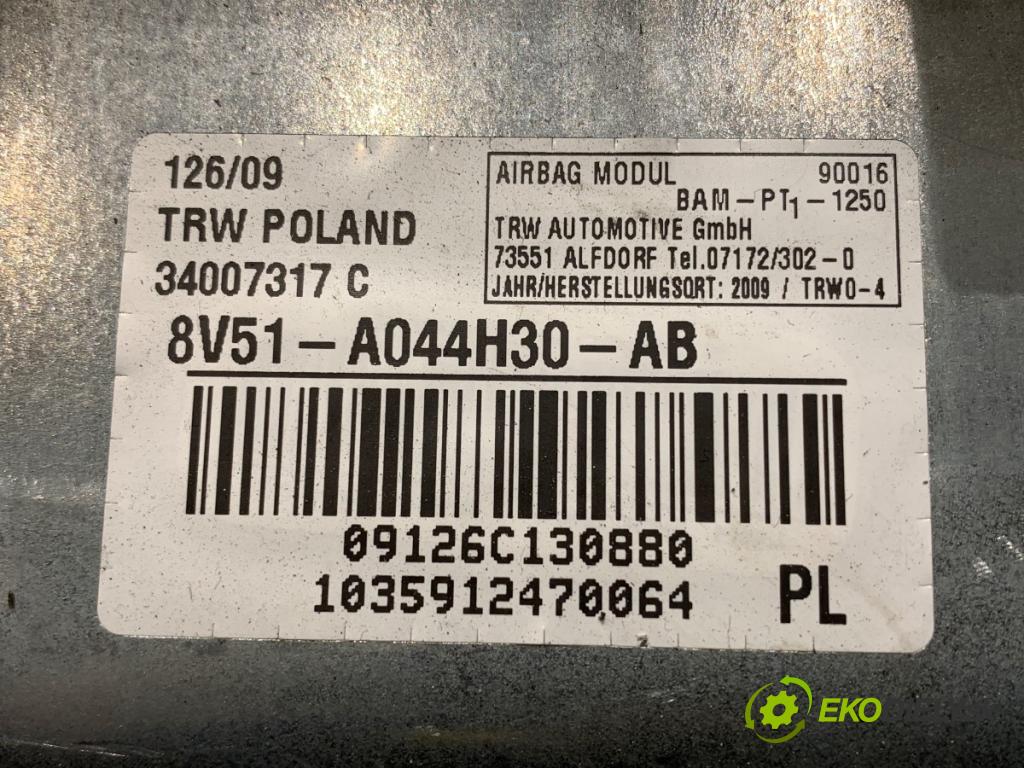 126/09
TRW POLAND
34007317 C
AIRBAG MODUL 90016
BAM-PT1-1250
TRW AUTOMOTIVE GmbH
73551 ALFDORF Tel.07172/302-0
JAHR/HERSTELLUNGSORT: 2009 / TRWO-4
8V51-A044H30-AB
09126C130880
1035912470064
PL
EKO